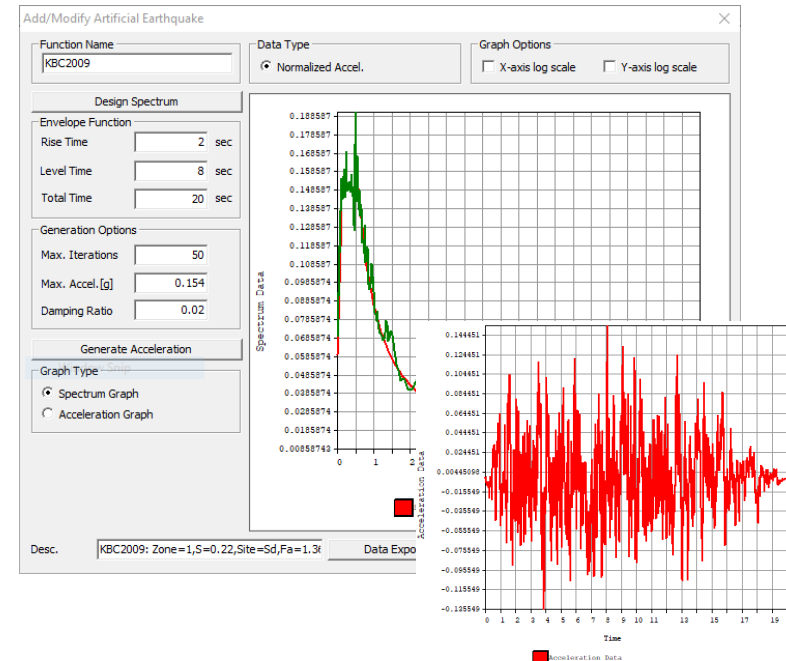 Add/Modify Artificial Earthquake
Function Name
KBC2009
Data Type
Normalized Accel.
Graph Options
X-axis log scale
Y-axis log scale
Design Spectrum
Envelope Function
Rise Time 2 sec
Level Time 8 sec
Total Time 20 sec
Generation Options
Max. Iterations 50
Max. Accel.[g] 0.154
Damping Ratio 0.02
Generate Acceleration
Graph Type
Spectrum Graph
Acceleration Graph
Desc. KBC2009: Zone=1,S=0.22,Site=Sd,Fa=1.36
Data Expo
Spectrum Data
0.188587
0.178587
0.168587
0.158587
0.148587
0.138587
0.128587
0.118587
0.108587
0.0985874
0.0885874
0.0785874
0.0685874
0.0585874
0.0485874
0.0385874
0.0285874
0.0185874
0.00858743
0 1 2
Acceleration Data
0.144451
0.124451
0.104451
0.084451
0.064451
0.044451
0.024451
0.00445098
-0.015549
-0.035549
-0.055549
-0.075549
-0.095549
-0.115549
-0.135549
0 1 2 3 4 5 6 7 8 9 10 11 13 15 17 19
Time
Acceleration Data